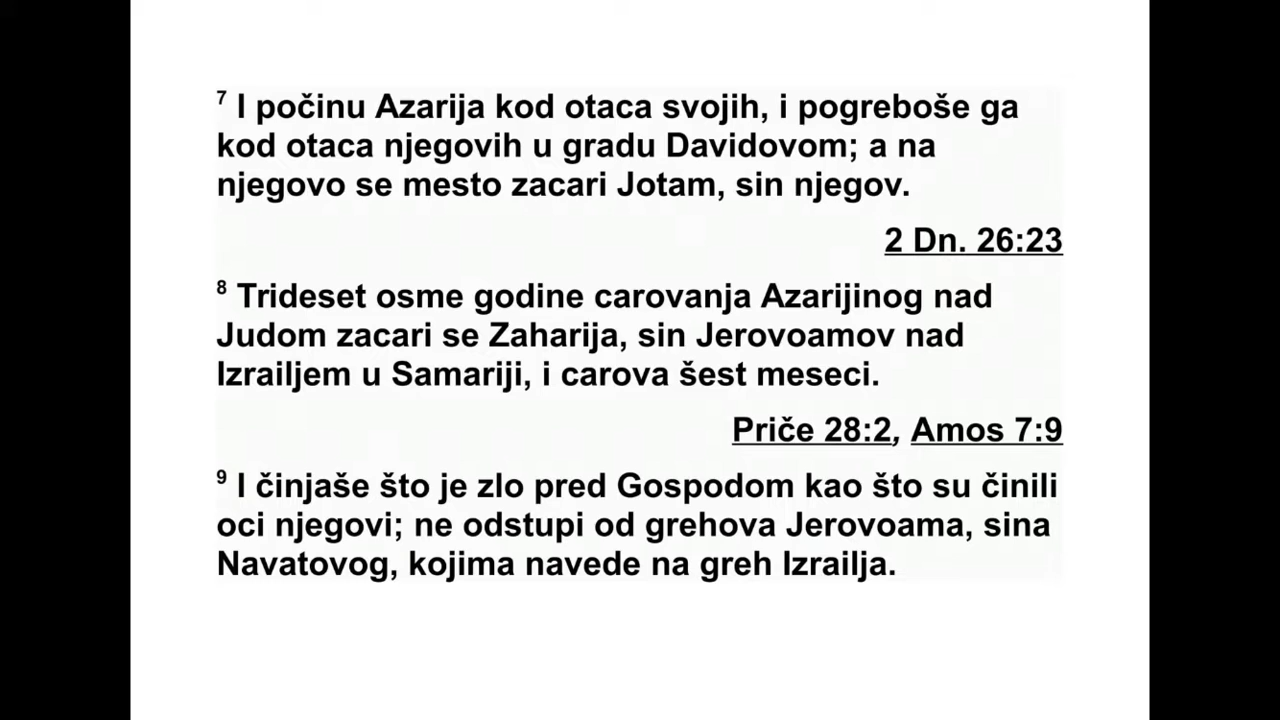 7 I počinu Azarija kod otaca svojih, i pogreboše ga
kod otaca njegovih u gradu Davidovom; a na
njegovo se mesto zacari Jotam, sin njegov.
2 Dn. 26:23
8 Trideset osme godine carovanja Azarijinog nad
Judom zacari se Zaharija, sin Jerovoamov nad
Izrailjem u Samariji, i carova šest meseci.
Priče 28:2, Amos 7:9
9 I činjaše što je zlo pred Gospodom kao što su činili
oci njegovi; ne odstupi od grehova Jerovoama, sina
Navatovog, kojima navede na greh Izrailja.